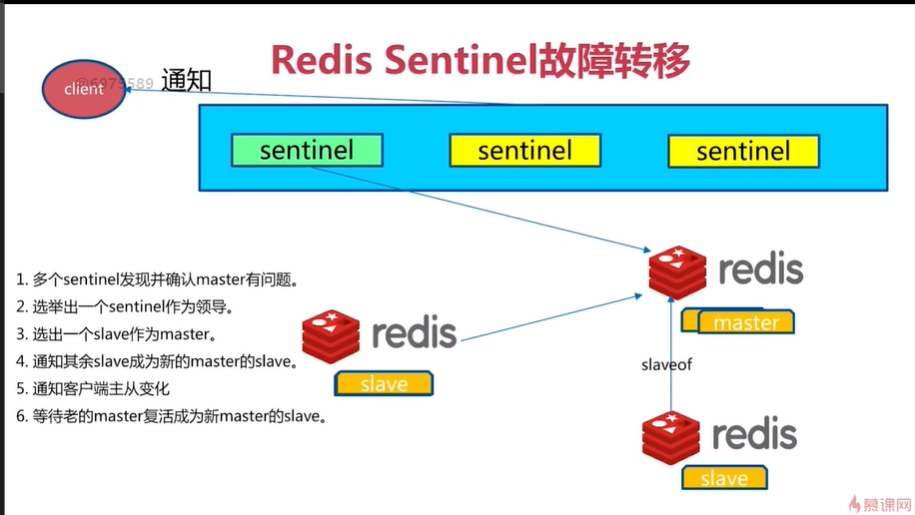 Redis Sentinel故障转移
@6975589
client
通知
sentinel
sentinel
sentinel
redis
master
1. 多个sentinel发现并确认master有问题。
2. 选举出一个sentinel作为领导。
3. 选出一个slave作为master。
4. 通知其余slave成为新的master的slave。
5. 通知客户端主从变化
6. 等待老的master复活成为新master的slave。
redis
slave
slaveof
redis
slave
慕课网